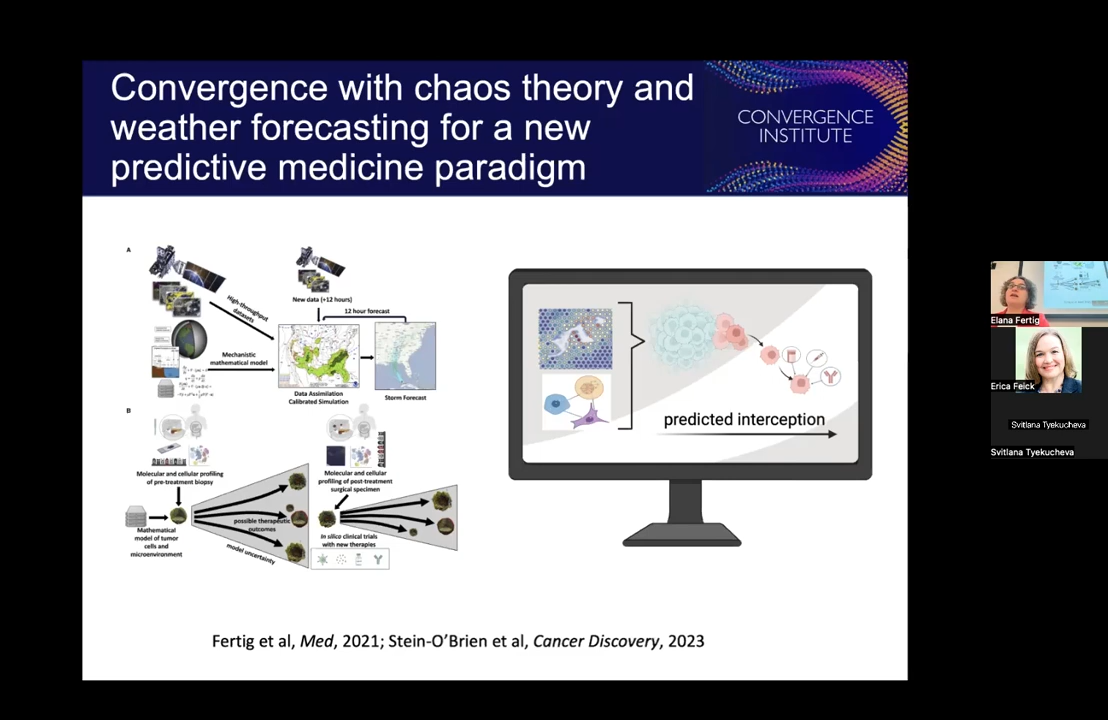 Convergence with chaos theory and
weather forecasting for a new
predictive medicine paradigm
CONVERGENCE
INSTITUTE
A
New data (+12 hours)
High-throughput
datasets
12 hour forecast
Mechanistic
mathematical model
Data Assimilation
Calibrated Simulation
Storm Forecast
B
Molecular and cellular profiling
of pre-treatment biopsy
Molecular and cellular
profiling of post-treatment
surgical specimen
possible therapeutic
outcomes
Mathematical
model of tumor
cells and
microenvironment
model uncertainty
In silico clinical trials
with new therapies
predicted interception
Fertig et al, Med, 2021; Stein-O'Brien et al, Cancer Discovery, 2023
Elana Fertig
Erica Feick
Svitlana Tyekucheva
Svitlana Tyekucheva